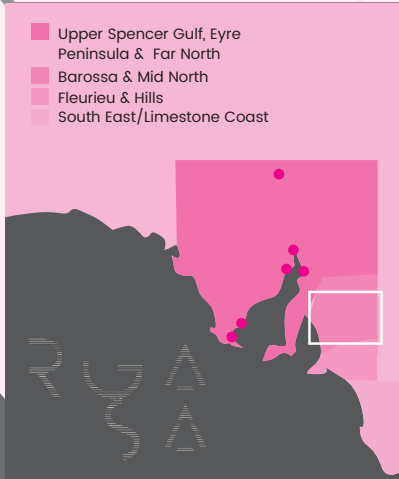 Upper Spencer Gulf, Eyre
Peninsula & Far North
Barossa & Mid North
Fleurieu & Hills
South East/Limestone Coast
RGA
SA